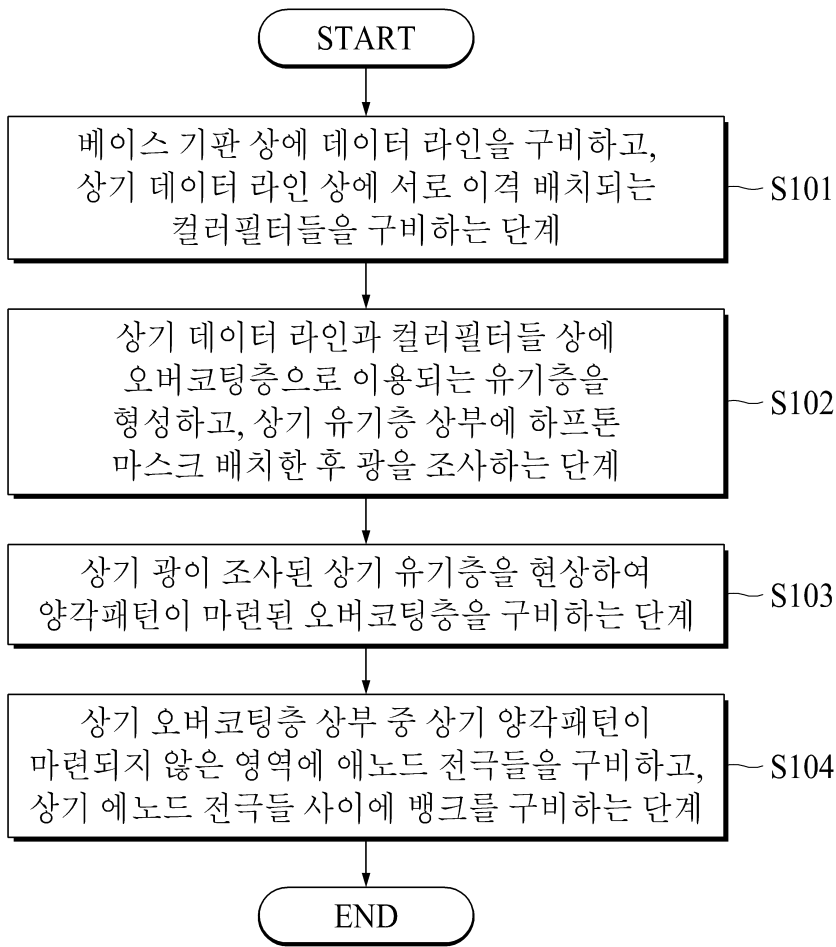 START
베이스 기판 상에 데이터 라인을 구비하고,
상기 데이터 라인 상에 서로 이격 배치되는
컬러필터들을 구비하는 단계
S101
상기 데이터 라인과 컬러필터들 상에
오버코팅층으로 이용되는 유기층을
형성하고, 상기 유기층 상부에 하프톤
마스크 배치한 후 광을 조사하는 단계
S102
상기 광이 조사된 상기 유기층을 현상하여
양각패턴이 마련된 오버코팅층을 구비하는 단계
S103
상기 오버코팅층 상부 중 상기 양각패턴이
마련되지 않은 영역에 애노드 전극들을 구비하고,
상기 에노드 전극들 사이에 뱅크를 구비하는 단계
S104
END